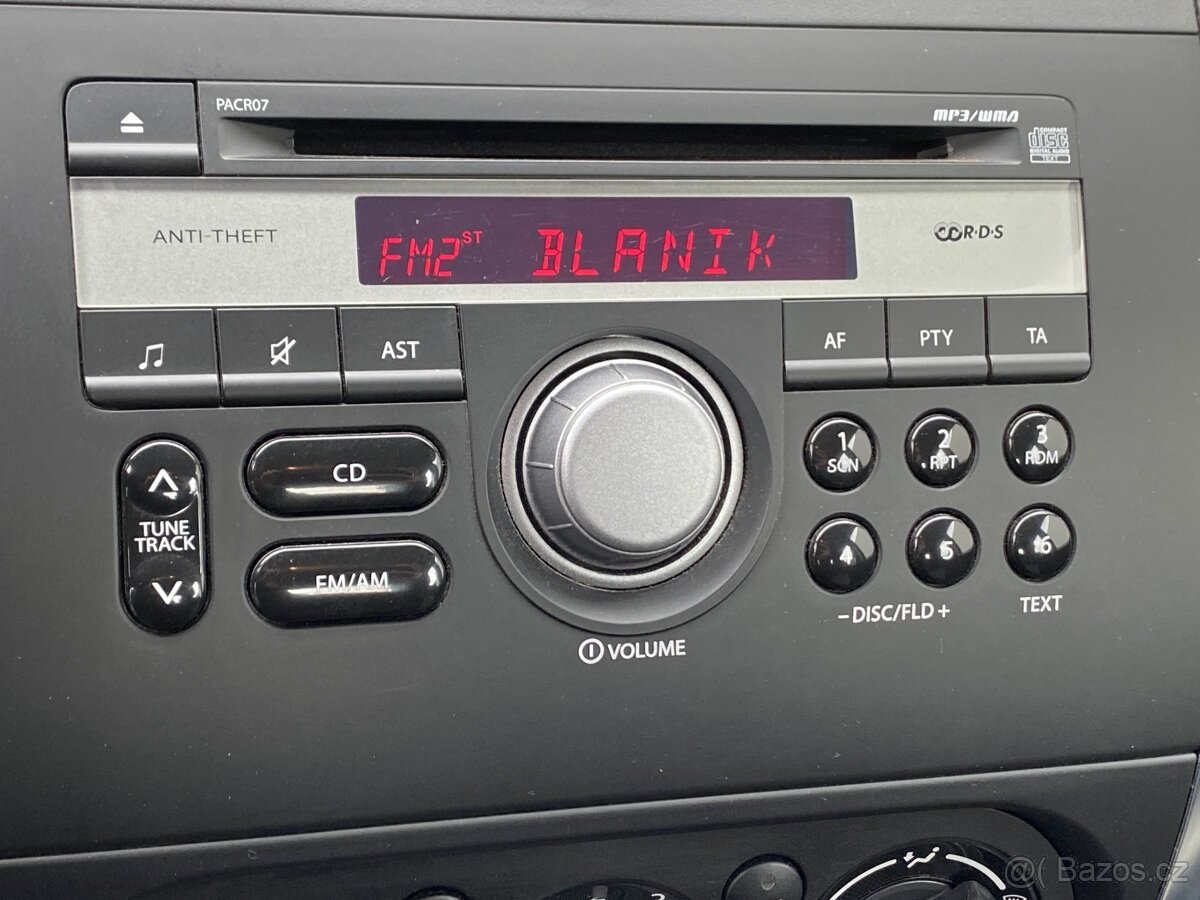 PACR07
MP3/WMA
COMPACT
disc
DIGITAL AUDIO
TEXT
ANTI-THEFT
FM2 ST BLANIK
R·D·S
AST
AF
PTY
TA
TUNE
TRACK
CD
FM/AM
1
SCN
2
RPT
3
RDM
4
5
6
– DISC/FLD +
TEXT
VOLUME
@( Bazos.cz